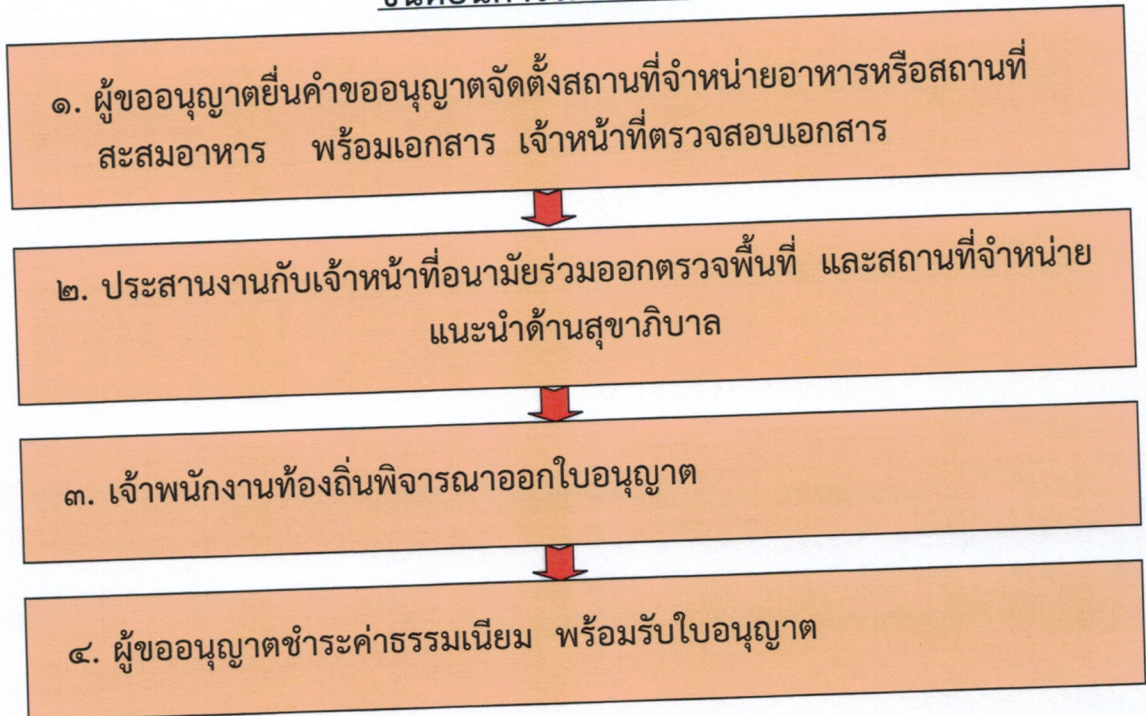 ๑. ผู้ขออนุญาตยื่นคำขออนุญาตจัดตั้งสถานที่จำหน่ายอาหารหรือสถานที่
สะสมอาหาร พร้อมเอกสาร เจ้าหน้าที่ตรวจสอบเอกสาร
๒. ประสานงานกับเจ้าหน้าที่อนามัยร่วมออกตรวจพื้นที่ และสถานที่จำหน่าย
แนะนำด้านสุขาภิบาล
๓. เจ้าพนักงานท้องถิ่นพิจารณาออกใบอนุญาต
๔. ผู้ขออนุญาตชำระค่าธรรมเนียม พร้อมรับใบอนุญาต